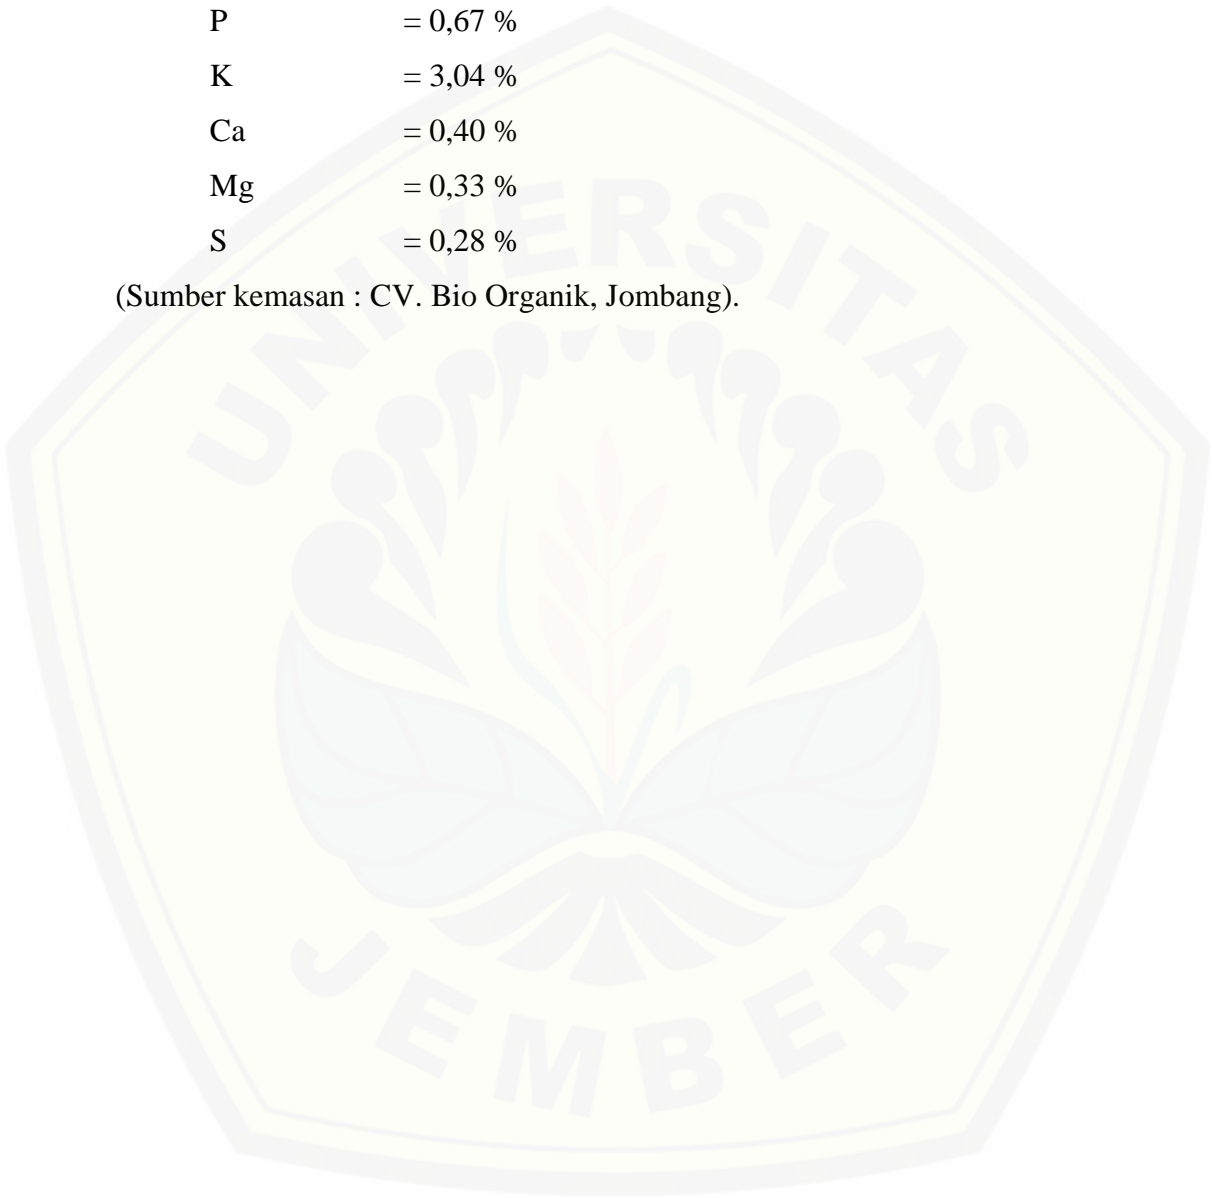 P = 0,67 %
K = 3,04 %
Ca = 0,40 %
Mg = 0,33 %
S = 0,28 %
(Sumber kemasan : CV. Bio Organik, Jombang).
UNIVERSITAS
JEMBER